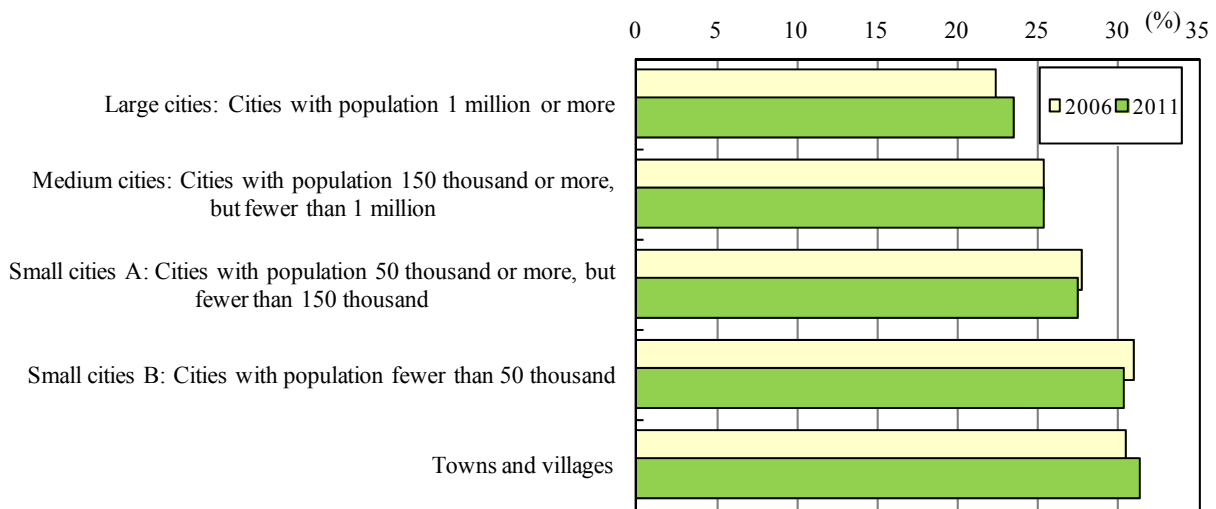 0 5 10 15 20 25 30 (%) 35
2006 2011
Large cities: Cities with population 1 million or more
Medium cities: Cities with population 150 thousand or more,
but fewer than 1 million
Small cities A: Cities with population 50 thousand or more, but
fewer than 150 thousand
Small cities B: Cities with population fewer than 50 thousand
Towns and villages